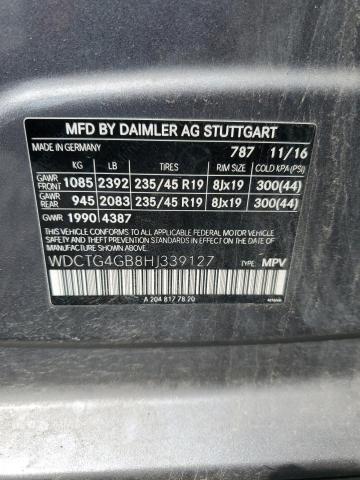 MFD BY DAIMLER AG STUTTGART
MADE IN GERMANY 787 11/16
KG LB TIRES RIM SIZE COLD KPA (PSI)
GAWR FRONT 1085 2392 235/45 R19 8Jx19 300(44)
GAWR REAR 945 2083 235/45 R19 8Jx19 300(44)
GVWR 1990 4387
THIS VEHICLE CONFORMS TO ALL APPLICABLE U.S. FEDERAL
MOTOR VEHICLE SAFETY STANDARDS IN EFFECT ON THE DATE OF
MANUFACTURE SHOWN ABOVE.
WDCTG4GB8HJ339127 TYPE: MPV
A 204 817 78 20